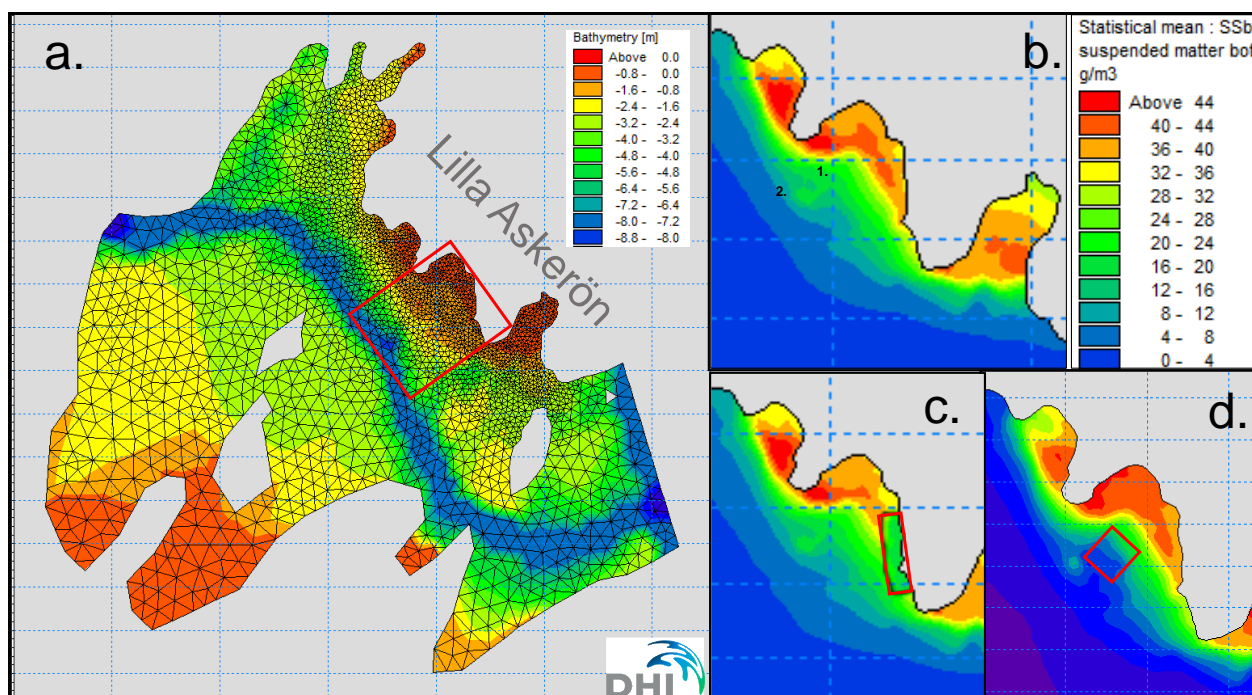 a.
Bathymetry [m]
Above 0.0
-0.8 - 0.0
-1.6 - -0.8
-2.4 - -1.6
-3.2 - -2.4
-4.0 - -3.2
-4.8 - -4.0
-5.6 - -4.8
-6.4 - -5.6
-7.2 - -6.4
-8.0 - -7.2
-8.8 - -8.0
Lilla Askerön
DHI
b.
1.
2.
Statistical mean : SSb
suspended matter bot
g/m3
Above 44
40 - 44
36 - 40
32 - 36
28 - 32
24 - 28
20 - 24
16 - 20
12 - 16
8 - 12
4 - 8
0 - 4
c.
d.